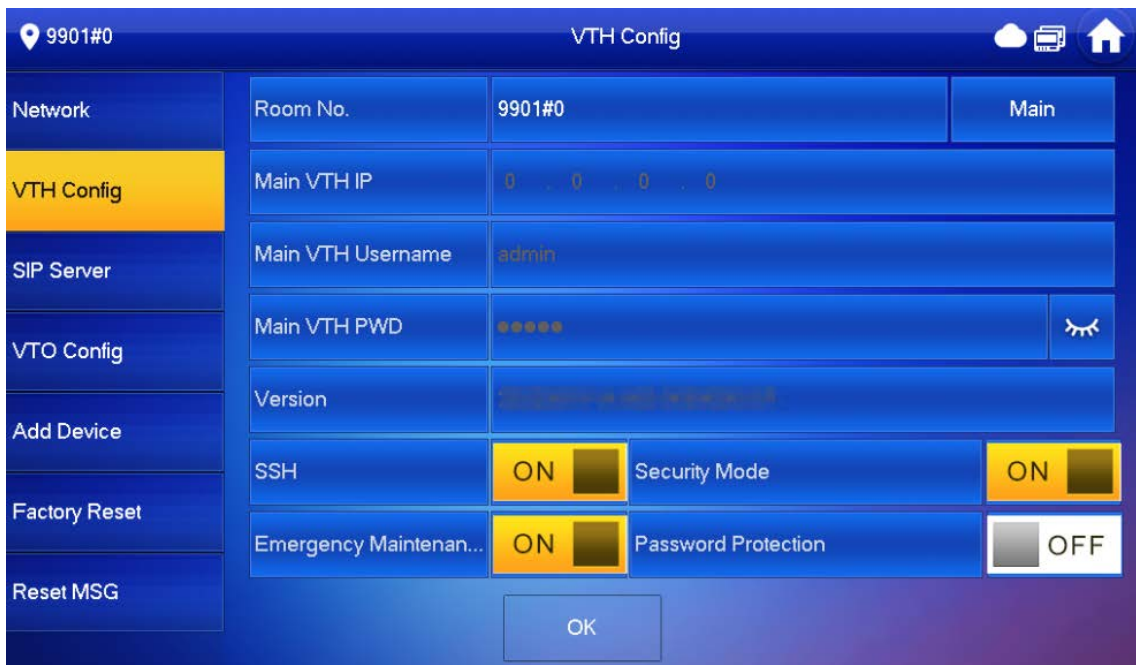 9901#0
VTH Config
Network
VTH Config
SIP Server
VTO Config
Add Device
Factory Reset
Reset MSG
Room No. 9901#0 Main
Main VTH IP 0 . 0 . 0 . 0
Main VTH Username admin
Main VTH PWD
Version
SSH ON Security Mode ON
Emergency Maintenan... ON Password Protection OFF
OK